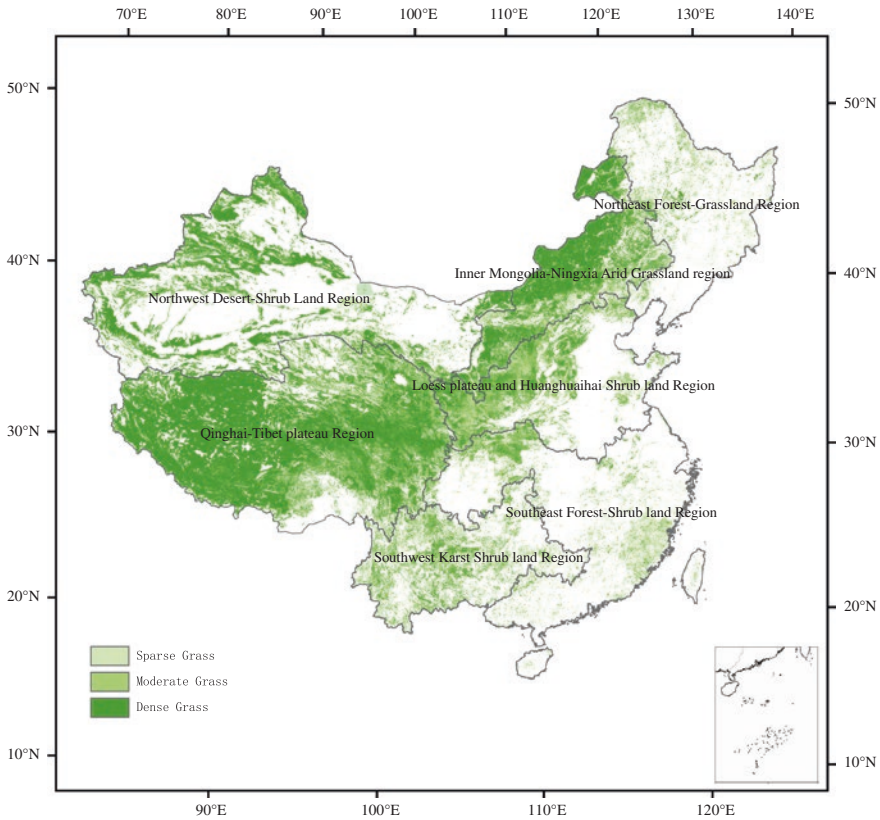 70°E 80°E 90°E 100°E 110°E 120°E 130°E 140°E
50°N 50°N
Northeast Forest-Grassland Region
40°N 40°N
Inner Mongolia-Ningxia Arid Grassland region
Northwest Desert-Shrub Land Region
Loess plateau and Huanghuaihai Shrub land Region
30°N 30°N
Qinghai-Tibet plateau Region
Southeast Forest-Shrub land Region
Southwest Karst Shrub land Region
20°N 20°N
Sparse Grass
Moderate Grass
Dense Grass
10°N 10°N
90°E 100°E 110°E 120°E